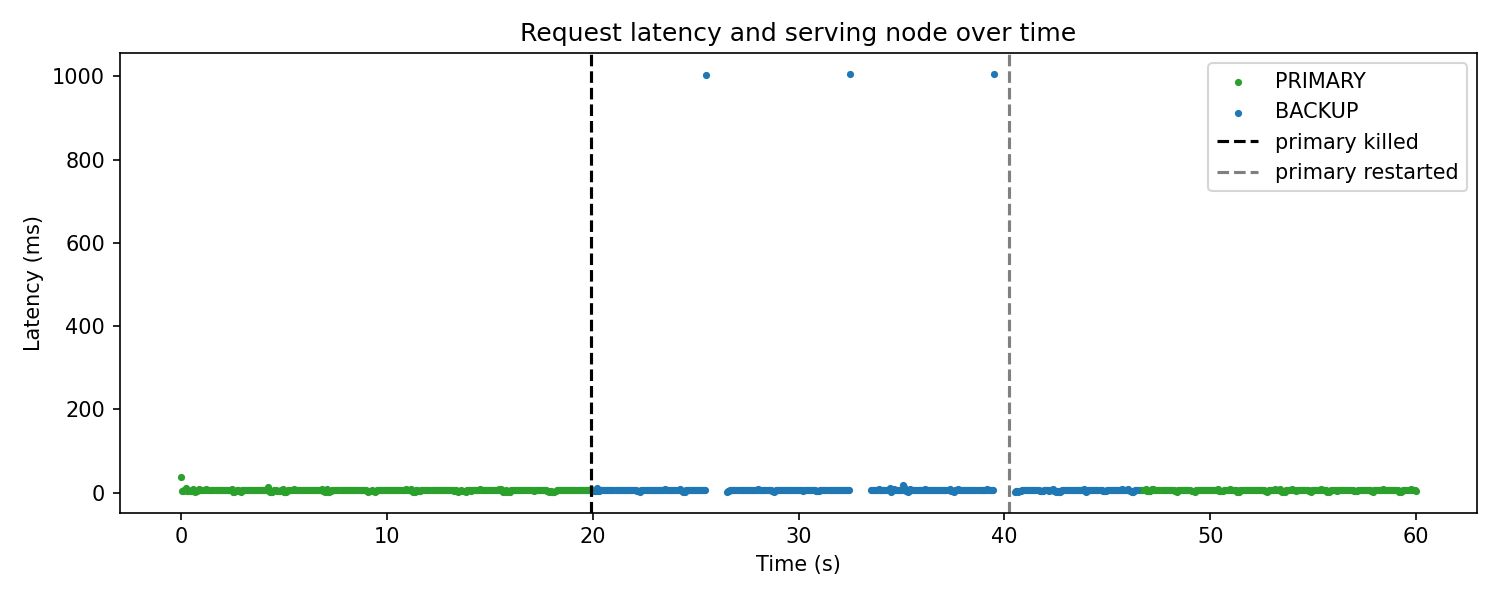 Request latency and serving node over time
1000
800
600
400
200
0
Latency (ms)
PRIMARY
BACKUP
primary killed
primary restarted
0 10 20 30 40 50 60
Time (s)